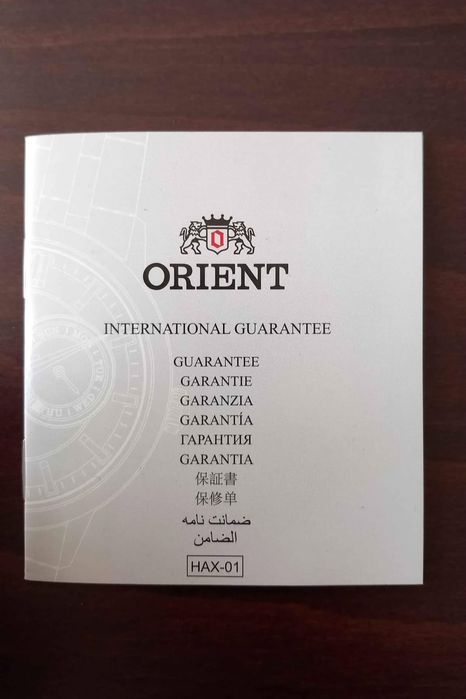 ORIENT
INTERNATIONAL GUARANTEE
GUARANTEE
GARANTIE
GARANZIA
GARANTÍA
ГАРАНТИЯ
GARANTIA
保証書
保修单
ضمانت نامه
الضامن
HAX-01